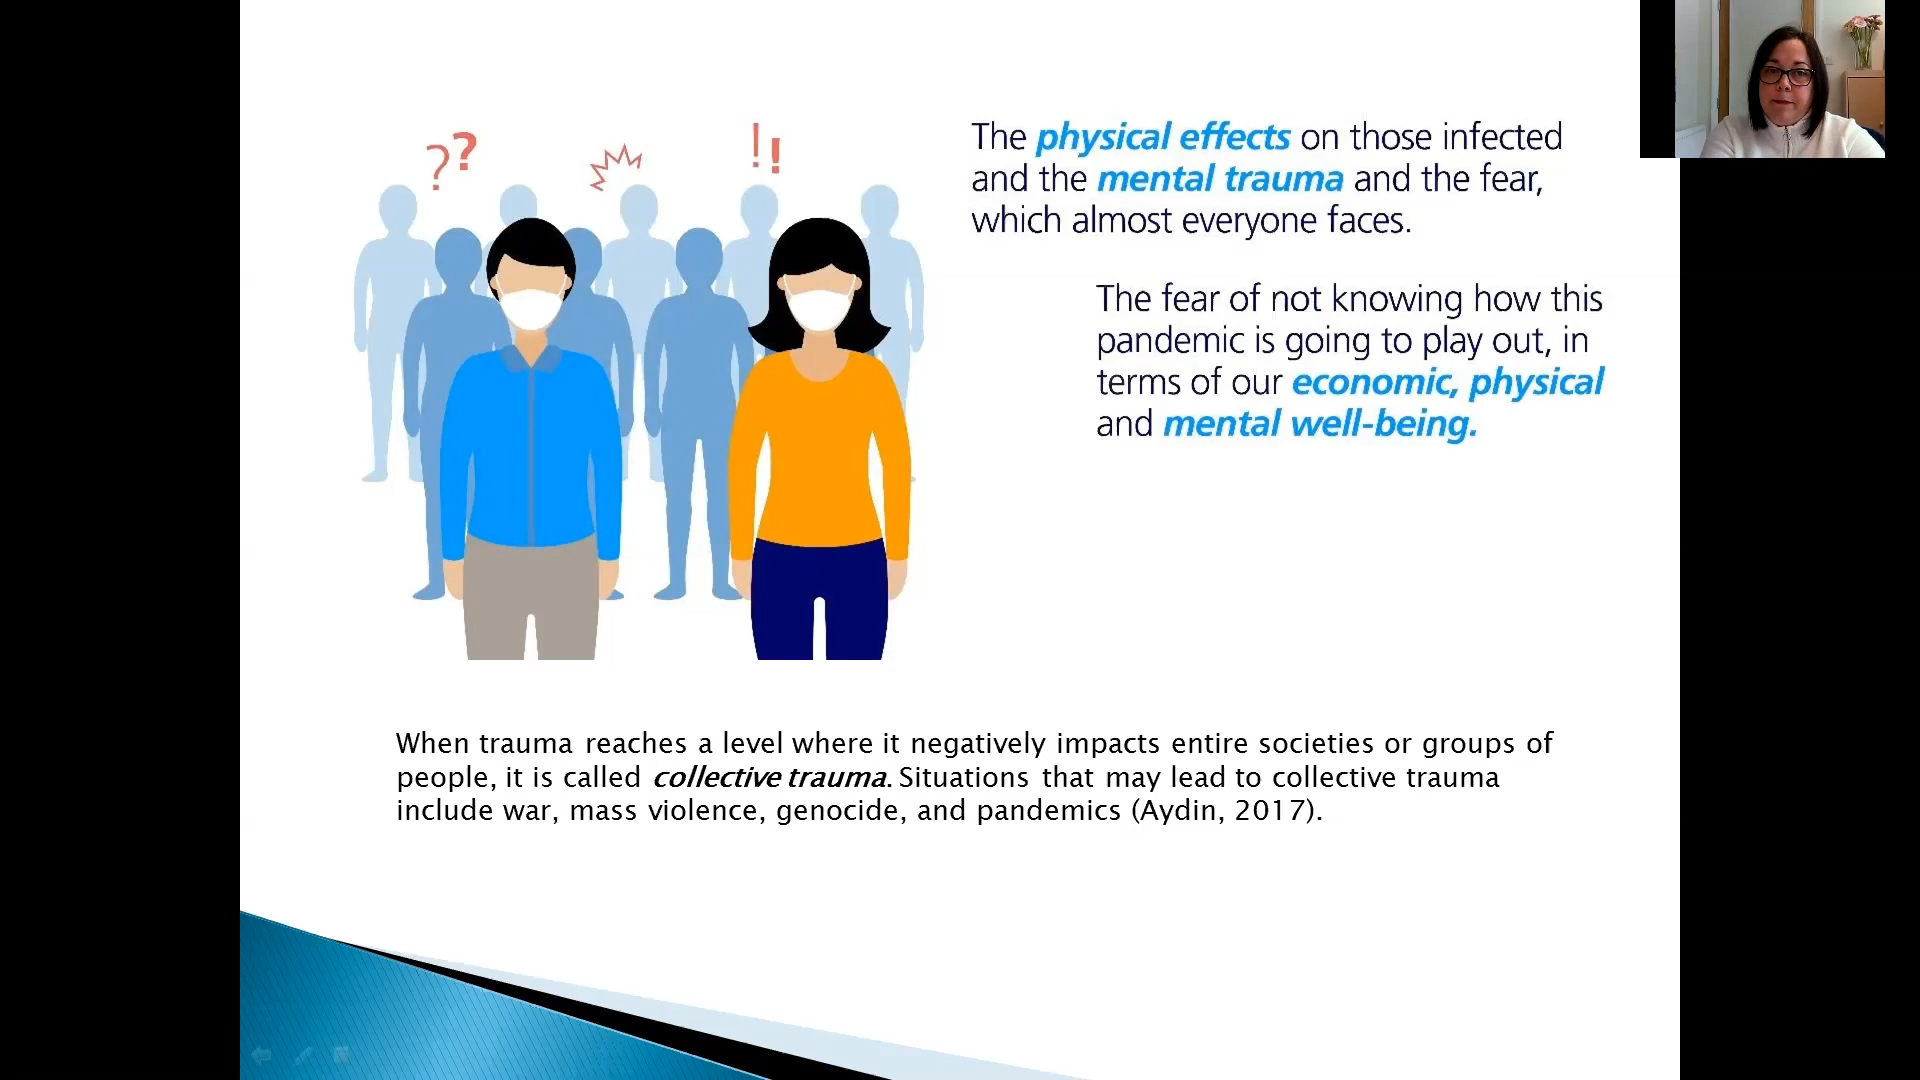 ??
!!
The physical effects on those infected
and the mental trauma and the fear,
which almost everyone faces.
The fear of not knowing how this
pandemic is going to play out, in
terms of our economic, physical
and mental well-being.
When trauma reaches a level where it negatively impacts entire societies or groups of
people, it is called collective trauma. Situations that may lead to collective trauma
include war, mass violence, genocide, and pandemics (Aydin, 2017).